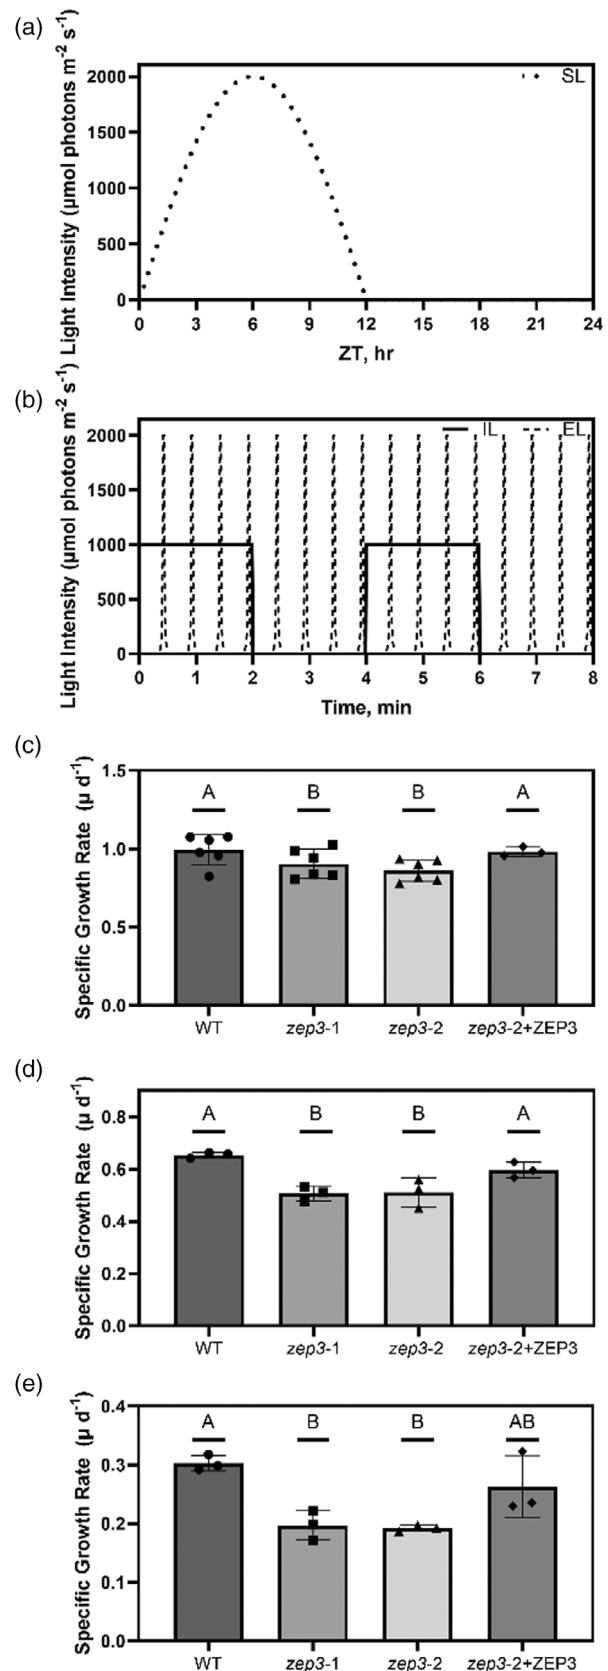 (a)
Light Intensity (µmol photons m⁻² s⁻¹)
2000
1500
1000
500
0
SL
0 3 6 9 12 15 18 21 24
ZT, hr
(b)
Light Intensity (µmol photons m⁻² s⁻¹)
IL EL
2000
1500
1000
500
0
0 1 2 3 4 5 6 7 8
Time, min
(c)
Specific Growth Rate (µ d⁻¹)
1.5
1.0
0.5
0.0
A B B A
WT zep3-1 zep3-2 zep3-2+ZEP3
(d)
Specific Growth Rate (µ d⁻¹)
0.8
0.6
0.4
0.2
0.0
A B B A
WT zep3-1 zep3-2 zep3-2+ZEP3
(e)
Specific Growth Rate (µ d⁻¹)
0.4
0.3
0.2
0.1
0.0
A B B AB
WT zep3-1 zep3-2 zep3-2+ZEP3